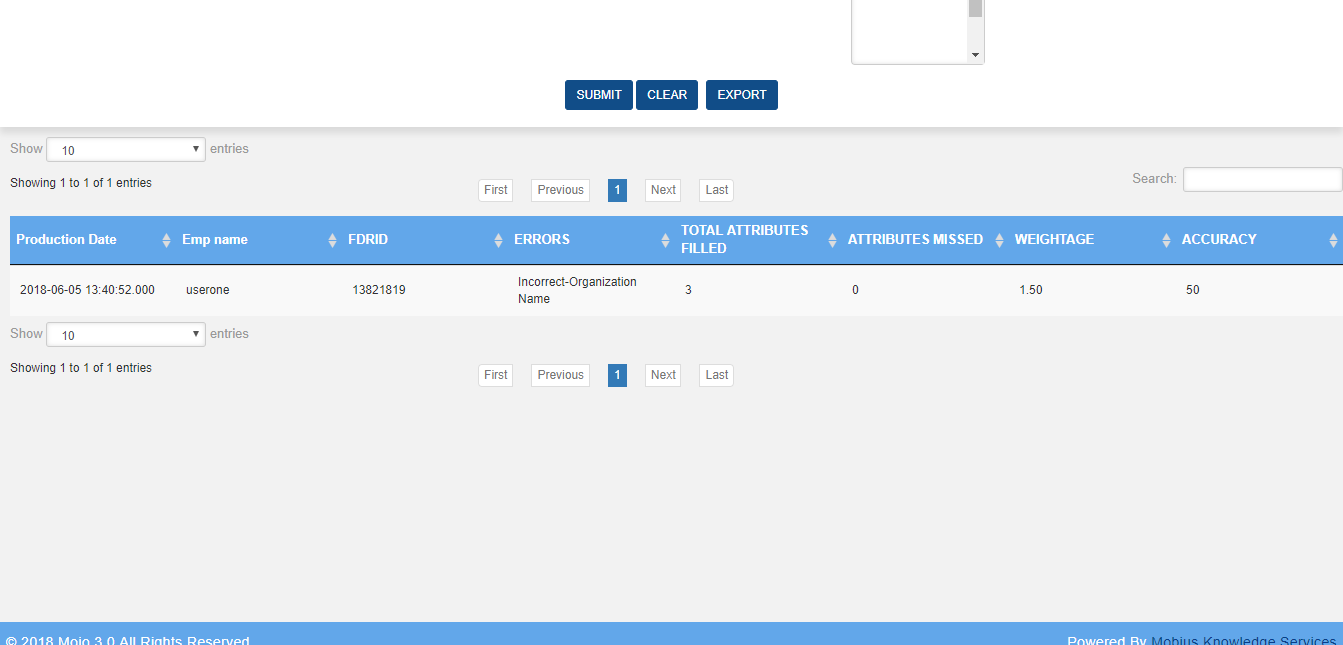 SUBMIT CLEAR EXPORT
Show 10 entries
Showing 1 to 1 of 1 entries
First Previous 1 Next Last
Search:
Production Date Emp name FDRID ERRORS TOTAL ATTRIBUTES FILLED ATTRIBUTES MISSED WEIGHTAGE ACCURACY
2018-06-05 13:40:52.000 userone 13821819 Incorrect-Organization Name 3 0 1.50 50
Show 10 entries
Showing 1 to 1 of 1 entries
First Previous 1 Next Last
© 2018 Mojo 3.0 All Rights Reserved
Powered By Mobius Knowledge Services